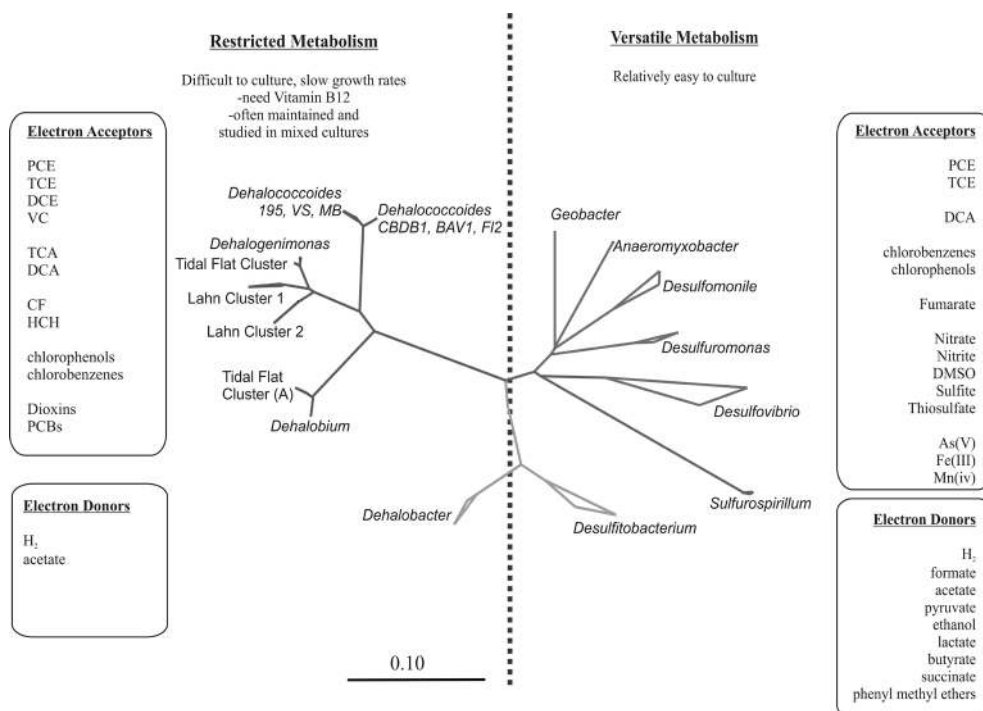 Restricted Metabolism
Difficult to culture, slow growth rates
-need Vitamin B12
-often maintained and
studied in mixed cultures
Versatile Metabolism
Relatively easy to culture
Electron Acceptors
PCE
TCE
DCE
VC
TCA
DCA
CF
HCH
chlorophenols
chlorobenzenes
Dioxins
PCBs
Electron Donors
H₂
acetate
Dehalococcoides
195, VS, MB
Dehalococcoides
CBDB1, BAV1, Fl2
Dehalogenimonas
Tidal Flat Cluster
Lahn Cluster 1
Lahn Cluster 2
Tidal Flat
Cluster (A)
Dehalobium
Dehalobacter
Geobacter
Anaeromyxobacter
Desulfomonile
Desulfuromonas
Desulfovibrio
Sulfurospirillum
Desulfitobacterium
0.10
Electron Acceptors
PCE
TCE
DCA
chlorobenzenes
chlorophenols
Fumarate
Nitrate
Nitrite
DMSO
Sulfite
Thiosulfate
As(V)
Fe(III)
Mn(iv)
Electron Donors
H₂
formate
acetate
pyruvate
ethanol
lactate
butyrate
succinate
phenyl methyl ethers